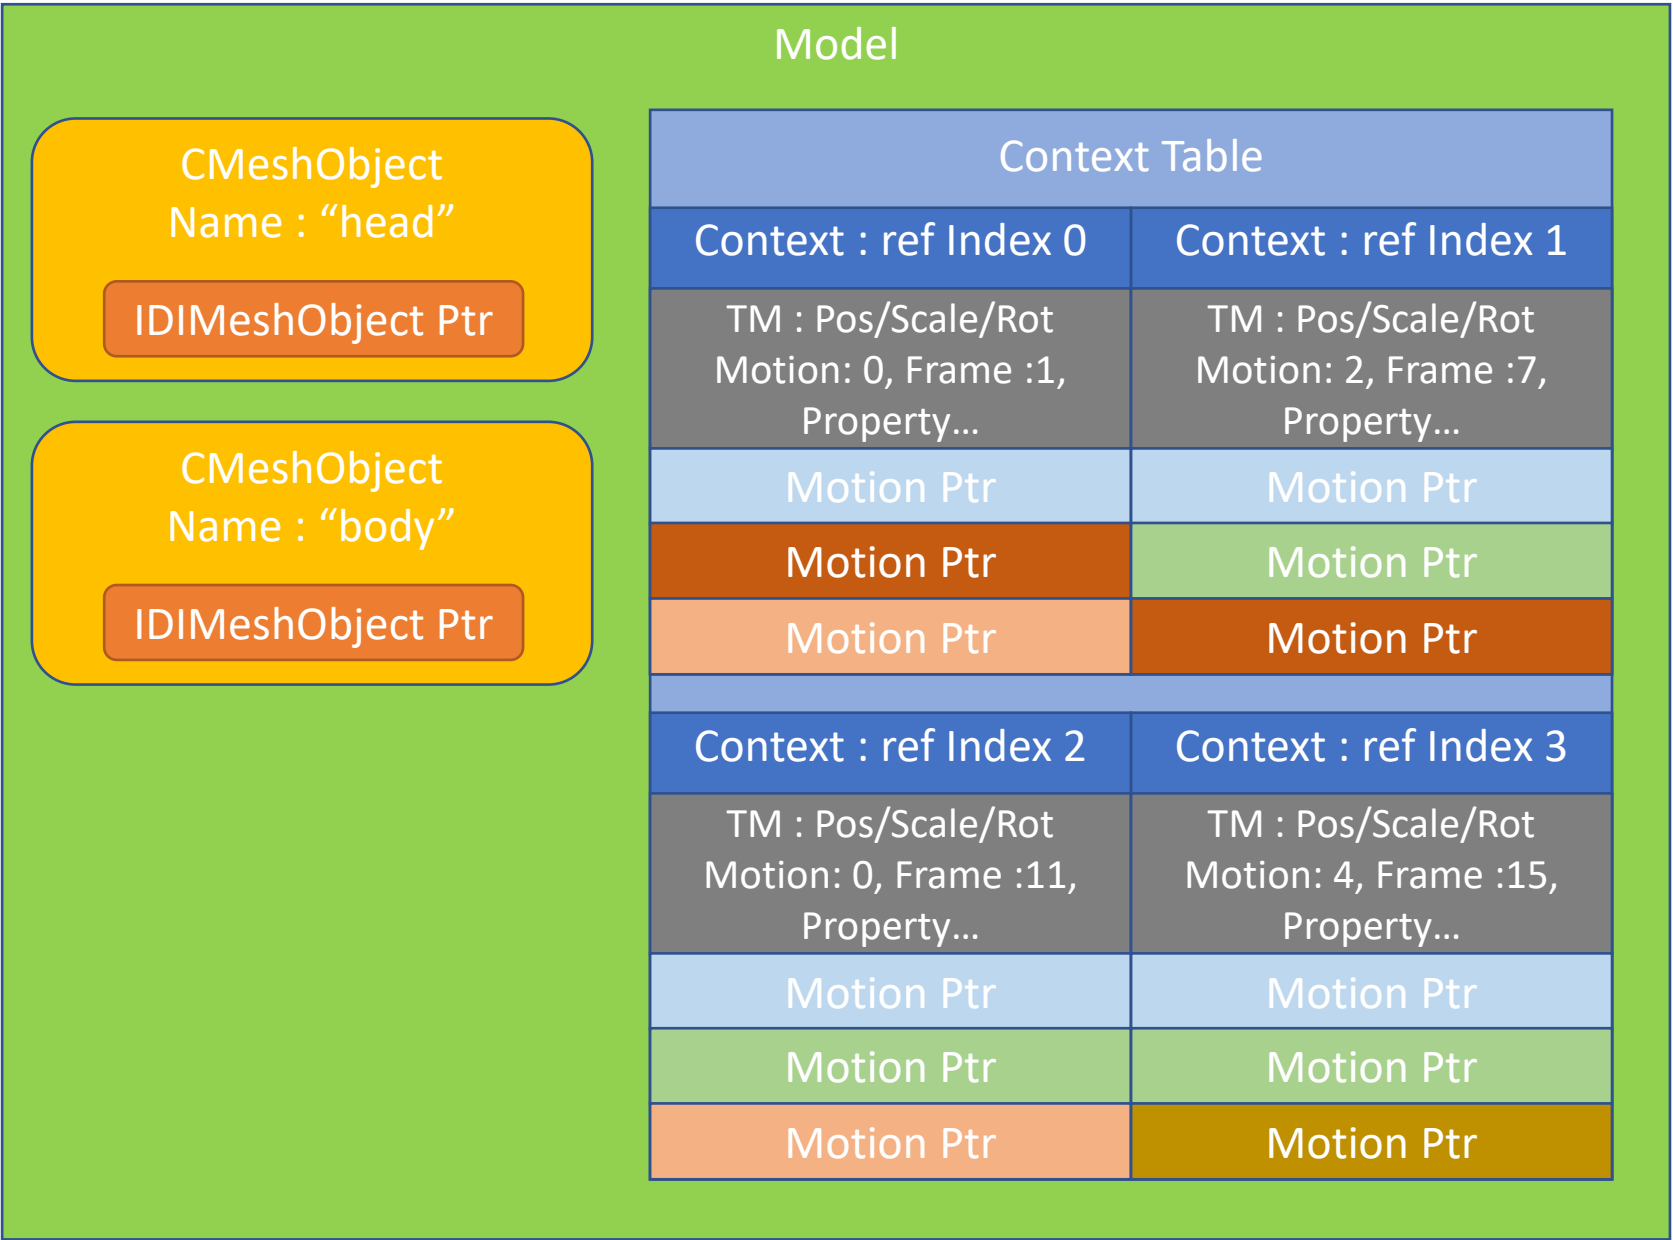 Model
CMeshObject
Name : “head”
IDIMeshObject Ptr
CMeshObject
Name : “body”
IDIMeshObject Ptr
Context Table
Context : ref Index 0
TM : Pos/Scale/Rot
Motion: 0, Frame :1,
Property...
Motion Ptr
Motion Ptr
Motion Ptr
Context : ref Index 1
TM : Pos/Scale/Rot
Motion: 2, Frame :7,
Property...
Motion Ptr
Motion Ptr
Motion Ptr
Context : ref Index 2
TM : Pos/Scale/Rot
Motion: 0, Frame :11,
Property...
Motion Ptr
Motion Ptr
Motion Ptr
Context : ref Index 3
TM : Pos/Scale/Rot
Motion: 4, Frame :15,
Property...
Motion Ptr
Motion Ptr
Motion Ptr